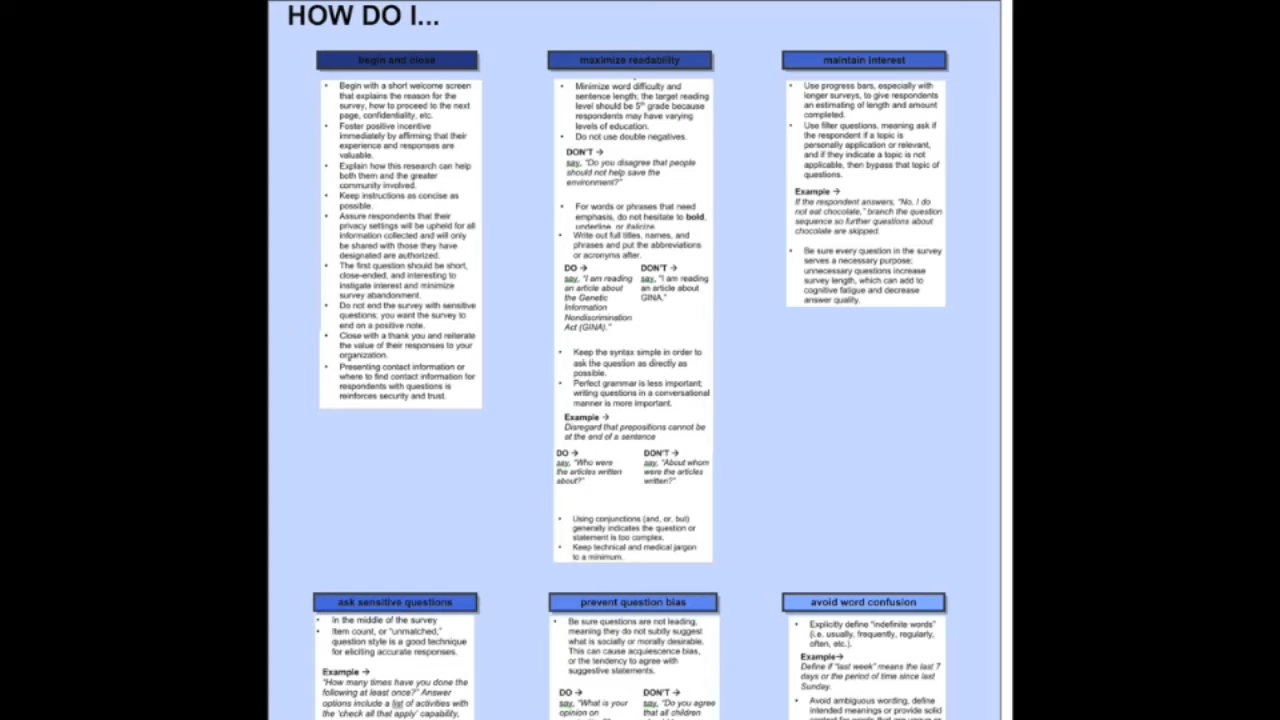 HOW DO I...
begin and close
• Begin with a short welcome screen
that explains the reason for the
survey, how to proceed to the next
page, confidentiality, etc.
• Foster positive incentive
immediately by affirming that their
experience and responses are
valuable.
• Explain how this research can help
both them and the greater
community involved.
• Keep instructions as concise as
possible.
• Assure respondents that their
privacy settings will be upheld for all
information collected and will only
be shared with those they have
designated are authorized.
• The first question should be short,
close-ended, and interesting to
instigate interest and minimize
survey abandonment.
• Do not end the survey with sensitive
questions; you want the survey to
end on a positive note.
• Close with a thank you and reiterate
the value of their responses to your
organization.
• Presenting contact information or
where to find contact information for
respondents with questions is
reinforces security and trust.
maximize readability
• Minimize word difficulty and
sentence length; the target reading
level should be 5th grade because
respondents may have varying
levels of education.
• Do not use double negatives.
DON'T →
say, "Do you disagree that people
should not help save the
environment?"
• For words or phrases that need
emphasis, do not hesitate to bold,
underline, or italicize
• Write out full titles, names, and
phrases and put the abbreviations
or acronyms after.
DO →
say, "I am reading
an article about
the Genetic
Information
Nondiscrimination
Act (GINA)."
DON'T →
say, "I am reading
an article about
GINA."
• Keep the syntax simple in order to
ask the question as directly as
possible.
• Perfect grammar is less important;
writing questions in a conversational
manner is more important.
Example →
Disregard that prepositions cannot be
at the end of a sentence
DO →
say, "Who were
the articles written
about?"
DON'T →
say, "About whom
were the articles
written?"
• Using conjunctions (and, or, but)
generally indicates the question or
statement is too complex.
• Keep technical and medical jargon
to a minimum.
maintain interest
• Use progress bars, especially with
longer surveys, to give respondents
an estimating of length and amount
completed.
• Use filter questions, meaning ask if
the respondent if a topic is
personally application or relevant,
and if they indicate a topic is not
applicable, then bypass that topic of
questions.
Example →
If the respondent answers, "No, I do
not eat chocolate," branch the question
sequence so further questions about
chocolate are skipped.
• Be sure every question in the survey
serves a necessary purpose;
unnecessary questions increase
survey length, which can add to
cognitive fatigue and decrease
answer quality.
ask sensitive questions
• In the middle of the survey
• Item count, or "unmatched,"
question style is a good technique
for eliciting accurate responses.
Example →
"How many times have you done the
following at least once?" Answer
options include a list of activities with
the 'check all that apply' capability,
prevent question bias
• Be sure questions are not leading,
meaning they do not subtly suggest
what is socially or morally desirable.
This can cause acquiescence bias,
or the tendency to agree with
suggestive statements.
DO →
say, "What is your
opinion on
DON'T →
say, "Do you agree
that all children
avoid word confusion
• Explicitly define "indefinite words"
(i.e. usually, frequently, regularly,
often, etc.).
Example→
Define if "last week" means the last 7
days or the period of time since last
Sunday.
• Avoid ambiguous wording, define
intended meanings or provide solid